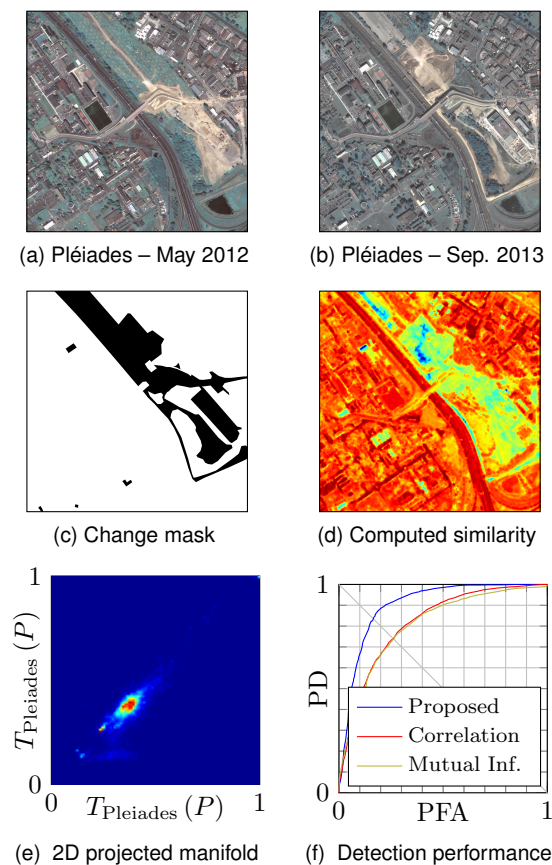 (a) Pléiades – May 2012
(b) Pléiades – Sep. 2013
(c) Change mask
(d) Computed similarity
1
T_Pleiades (P)
0
T_Pleiades (P)
1
(e) 2D projected manifold
1
PD
0
Proposed
Correlation
Mutual Inf.
0
PFA
1
(f) Detection performance